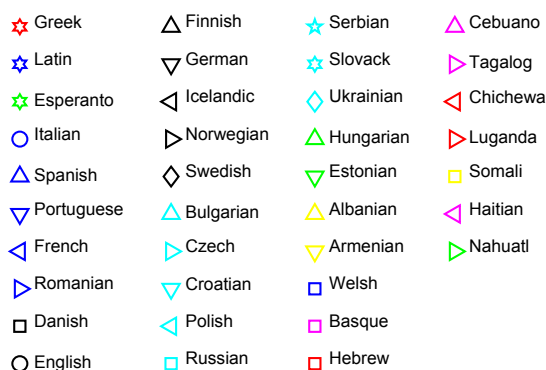 Greek
Latin
Esperanto
Italian
Spanish
Portuguese
French
Romanian
Danish
English
Finnish
German
Icelandic
Norwegian
Swedish
Bulgarian
Czech
Croatian
Polish
Russian
Serbian
Slovack
Ukrainian
Hungarian
Estonian
Albanian
Armenian
Welsh
Basque
Hebrew
Cebuano
Tagalog
Chichewa
Luganda
Somali
Haitian
Nahuatl